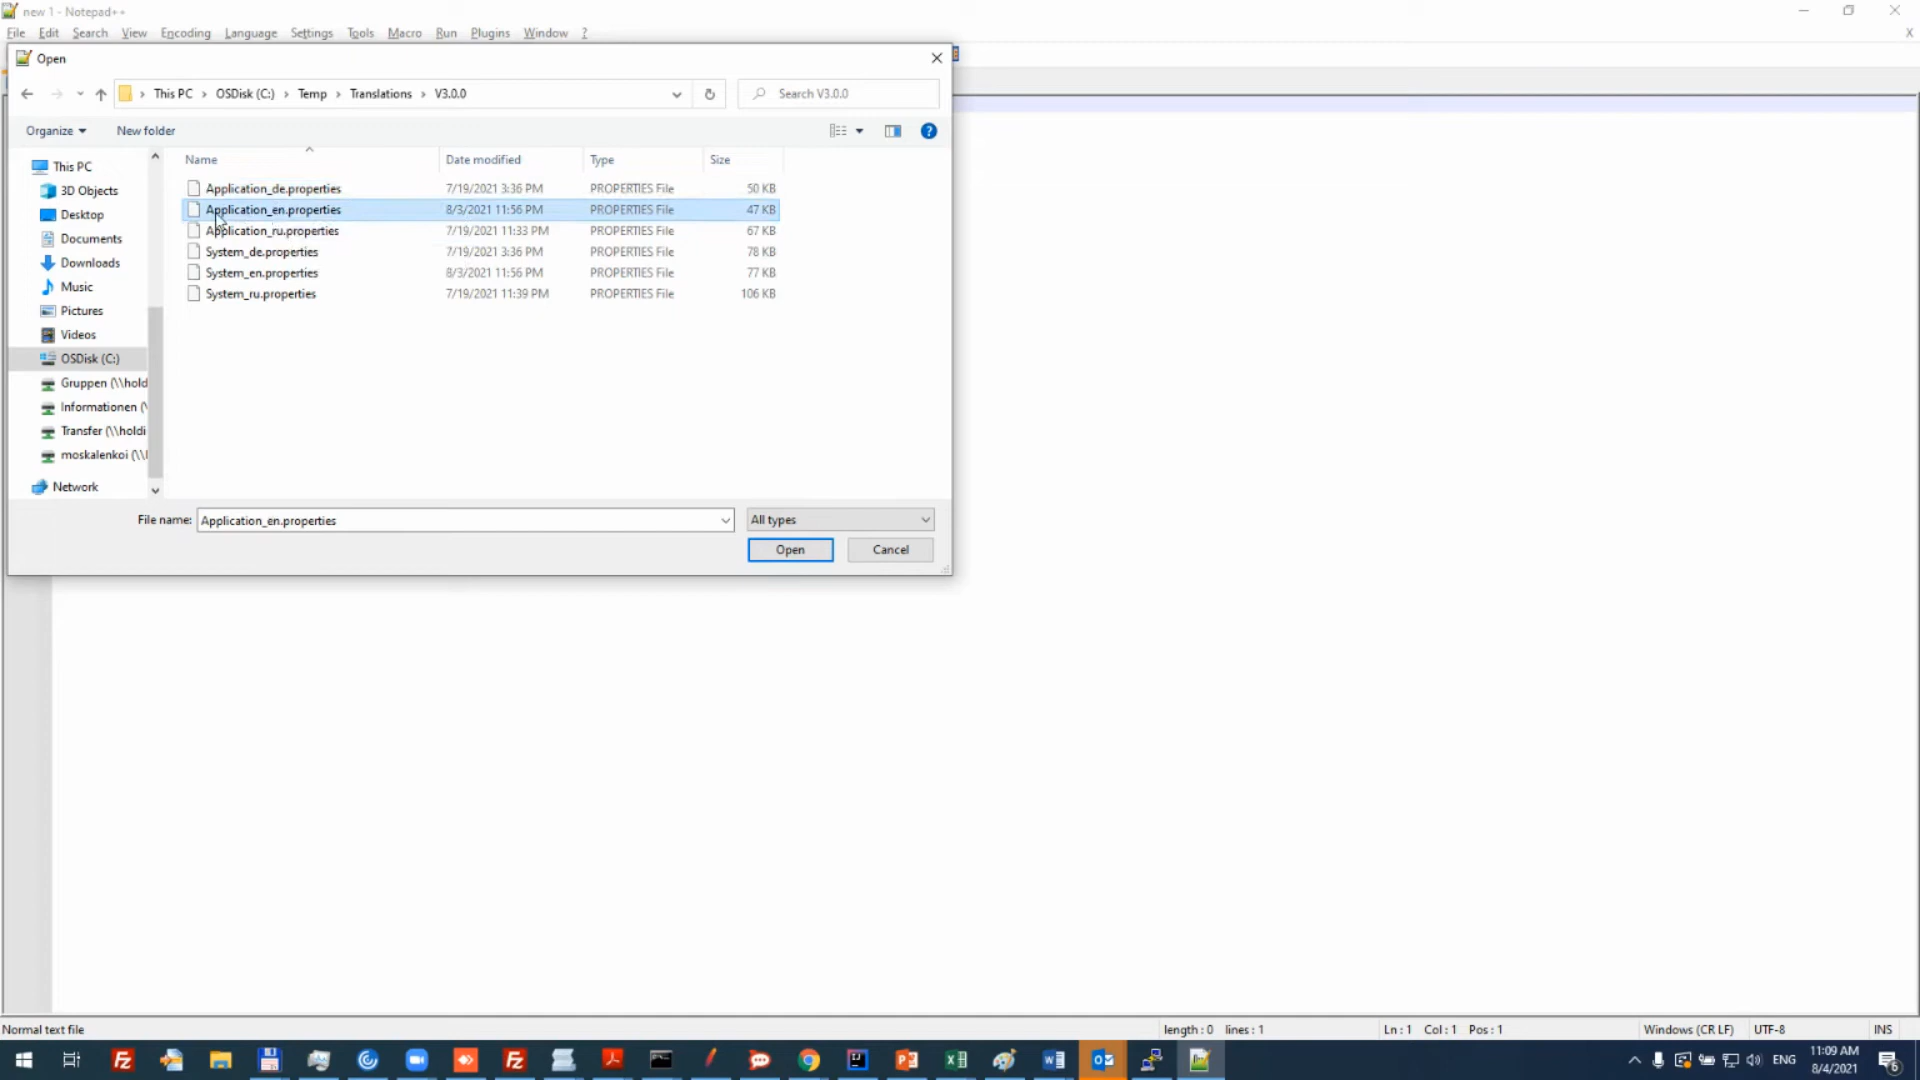 new 1 - Notepad++
File Edit Search View Encoding Language Settings Tools Macro Run Plugins Window ? X
Open
This PC > OSDisk (C:) > Temp > Translations > V3.0.0
Search V3.0.0
Organize New folder
This PC
3D Objects
Desktop
Documents
Downloads
Music
Pictures
Videos
OSDisk (C:)
Gruppen (\\hold
Informationen (\
Transfer (\\holdi
moskalenkoi (\\
Network
Name Date modified Type Size
Application_de.properties 7/19/2021 3:36 PM PROPERTIES File 50 KB
Application_en.properties 8/3/2021 11:56 PM PROPERTIES File 47 KB
Application_ru.properties 7/19/2021 11:33 PM PROPERTIES File 67 KB
System_de.properties 7/19/2021 3:36 PM PROPERTIES File 78 KB
System_en.properties 8/3/2021 11:56 PM PROPERTIES File 77 KB
System_ru.properties 7/19/2021 11:39 PM PROPERTIES File 106 KB
File name: Application_en.properties All types
Open Cancel
Normal text file length : 0 lines : 1 Ln : 1 Col : 1 Pos : 1 Windows (CR LF) UTF-8 INS
ENG 11:09 AM
8/4/2021